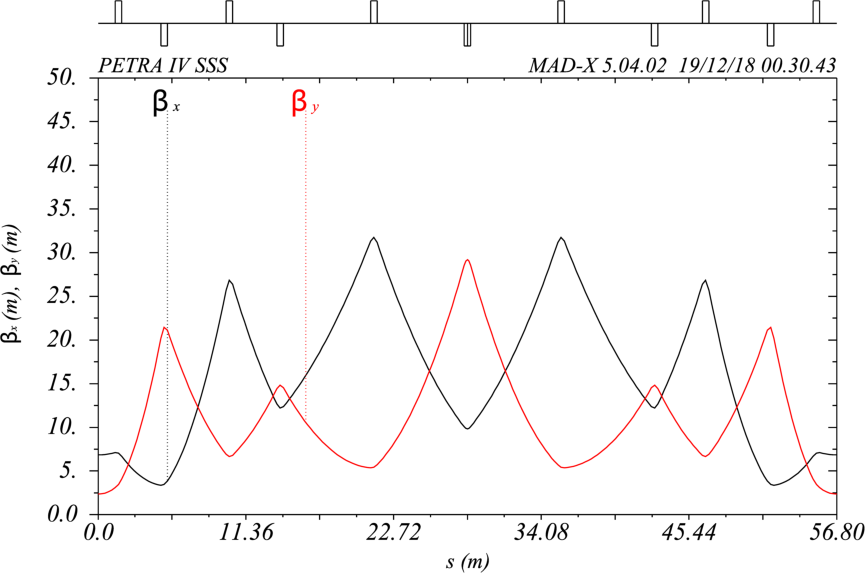 PETRA IV SSS MAD-X 5.04.02 19/12/18 00.30.43
βx βy
50.
45.
40.
35.
30.
25.
20.
15.
10.
5.
0.0
βx (m), βy (m)
0.0 11.36 22.72 34.08 45.44 56.80
s (m)